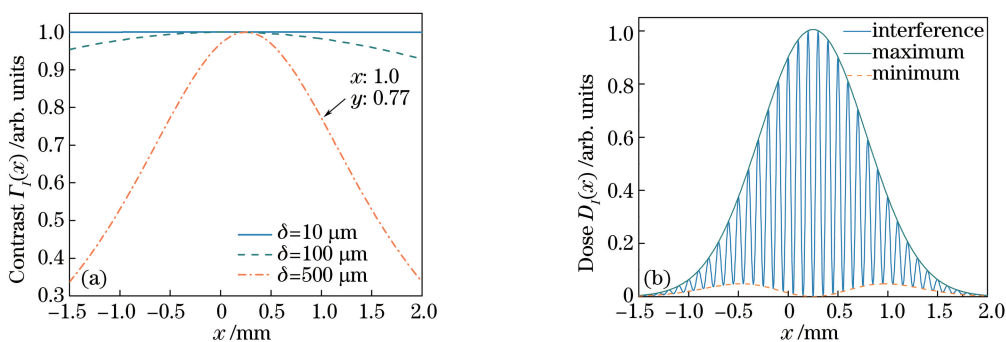 Contrast Γ_I(x) /arb. units
1.0
0.9
0.8
0.7
0.6
0.5
0.4
0.3
x: 1.0
y: 0.77
δ=10 μm
δ=100 μm
δ=500 μm
(a)
−1.5 −1.0 −0.5 0 0.5 1.0 1.5 2.0
x /mm
Dose D_I(x) /arb. units
1.0
0.8
0.6
0.4
0.2
0
interference
maximum
minimum
(b)
−1.5 −1.0 −0.5 0 0.5 1.0 1.5 2.0
x /mm